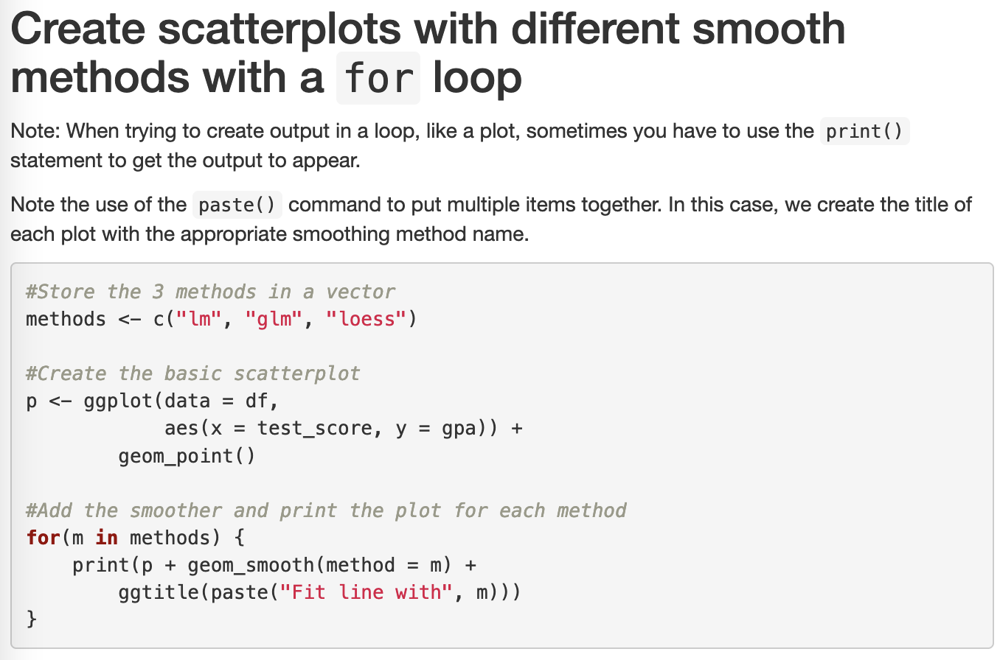 Create scatterplots with different smooth
methods with a for loop
Note: When trying to create output in a loop, like a plot, sometimes you have to use the print()
statement to get the output to appear.
Note the use of the paste() command to put multiple items together. In this case, we create the title of
each plot with the appropriate smoothing method name.
#Store the 3 methods in a vector
methods <- c("lm", "glm", "loess")
#Create the basic scatterplot
p <- ggplot(data = df,
            aes(x = test_score, y = gpa)) +
        geom_point()
#Add the smoother and print the plot for each method
for(m in methods) {
    print(p + geom_smooth(method = m) +
        ggtitle(paste("Fit line with", m)))
}